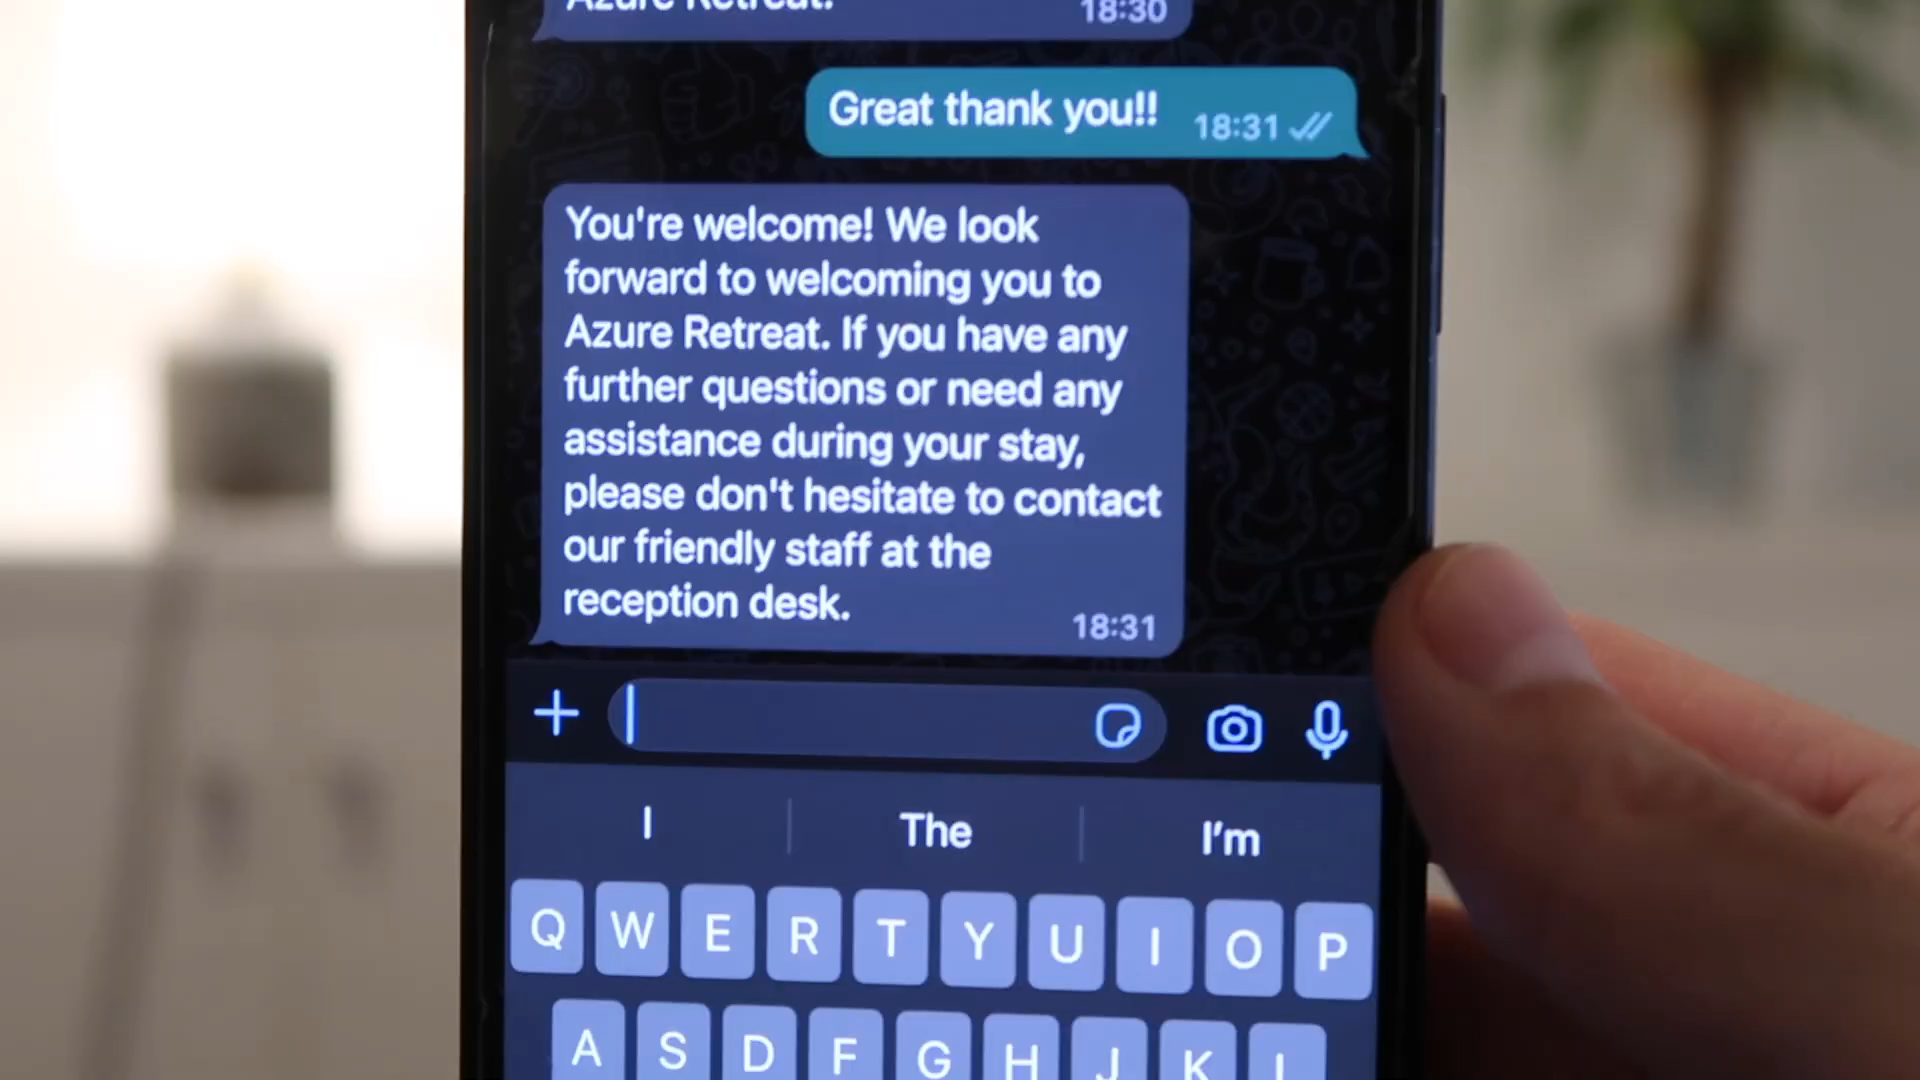 Azure Retreat.
18:30
Great thank you!!
18:31
You're welcome! We look
forward to welcoming you to
Azure Retreat. If you have any
further questions or need any
assistance during your stay,
please don't hesitate to contact
our friendly staff at the
reception desk.
18:31
I The I'm
Q W E R T Y U I O P
A S D F G H J K L